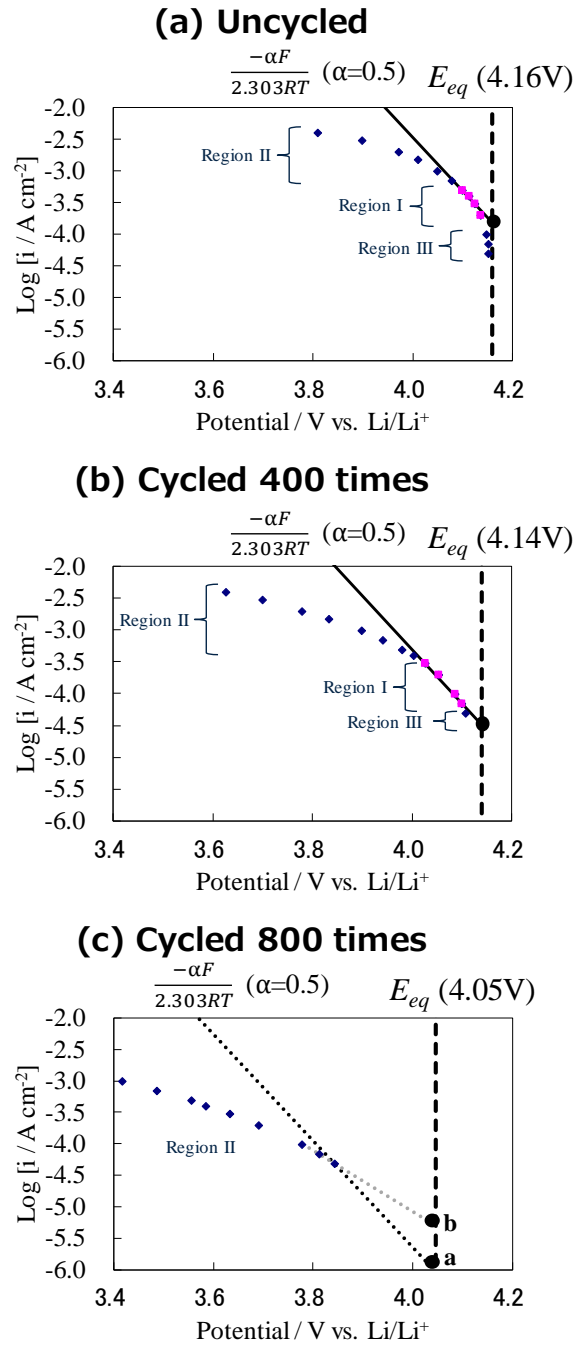 (a) Uncycled
−αF/2.303RT (α=0.5) E_eq (4.16V)
Log [i / A cm⁻²]
-2.0
-2.5
-3.0
-3.5
-4.0
-4.5
-5.0
-5.5
-6.0
Region II
Region I
Region III
3.4 3.6 3.8 4.0 4.2
Potential / V vs. Li/Li⁺
(b) Cycled 400 times
−αF/2.303RT (α=0.5) E_eq (4.14V)
Log [i / A cm⁻²]
-2.0
-2.5
-3.0
-3.5
-4.0
-4.5
-5.0
-5.5
-6.0
Region II
Region I
Region III
3.4 3.6 3.8 4.0 4.2
Potential / V vs. Li/Li⁺
(c) Cycled 800 times
−αF/2.303RT (α=0.5) E_eq (4.05V)
Log [i / A cm⁻²]
-2.0
-2.5
-3.0
-3.5
-4.0
-4.5
-5.0
-5.5
-6.0
Region II
b
a
3.4 3.6 3.8 4.0 4.2
Potential / V vs. Li/Li⁺